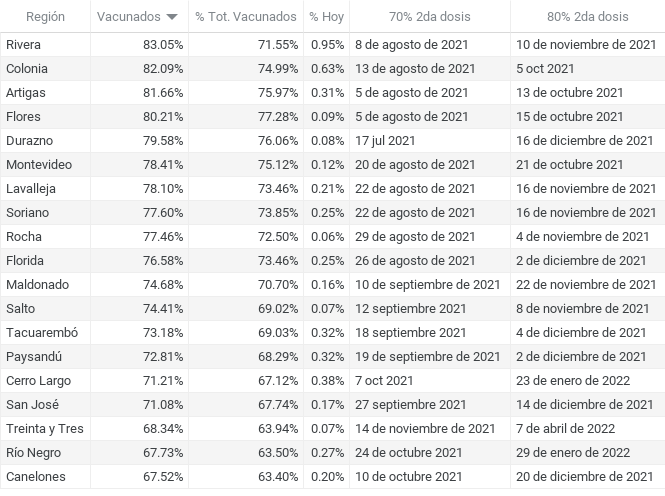 Región Vacunados % Tot. Vacunados % Hoy 70% 2da dosis 80% 2da dosis
Rivera 83.05% 71.55% 0.95% 8 de agosto de 2021 10 de noviembre de 2021
Colonia 82.09% 74.99% 0.63% 13 de agosto de 2021 5 oct 2021
Artigas 81.66% 75.97% 0.31% 5 de agosto de 2021 13 de octubre 2021
Flores 80.21% 77.28% 0.09% 5 de agosto de 2021 15 de octubre 2021
Durazno 79.58% 76.06% 0.08% 17 jul 2021 16 de diciembre de 2021
Montevideo 78.41% 75.12% 0.12% 20 de agosto de 2021 21 de octubre 2021
Lavalleja 78.10% 73.46% 0.21% 22 de agosto de 2021 16 de noviembre de 2021
Soriano 77.60% 73.85% 0.25% 22 de agosto de 2021 16 de noviembre de 2021
Rocha 77.46% 72.50% 0.06% 29 de agosto de 2021 4 de noviembre de 2021
Florida 76.58% 73.46% 0.25% 26 de agosto de 2021 2 de diciembre de 2021
Maldonado 74.68% 70.70% 0.16% 10 de septiembre de 2021 22 de noviembre de 2021
Salto 74.41% 69.02% 0.07% 12 septiembre 2021 8 de noviembre de 2021
Tacuarembó 73.18% 69.03% 0.32% 18 septiembre 2021 4 de diciembre de 2021
Paysandú 72.81% 68.29% 0.32% 19 de septiembre de 2021 2 de diciembre de 2021
Cerro Largo 71.21% 67.12% 0.38% 7 oct 2021 23 de enero de 2022
San José 71.08% 67.74% 0.17% 27 septiembre 2021 14 de diciembre de 2021
Treinta y Tres 68.34% 63.94% 0.07% 14 de noviembre de 2021 7 de abril de 2022
Río Negro 67.73% 63.50% 0.27% 24 de octubre 2021 29 de enero de 2022
Canelones 67.52% 63.40% 0.20% 10 de octubre 2021 20 de diciembre de 2021